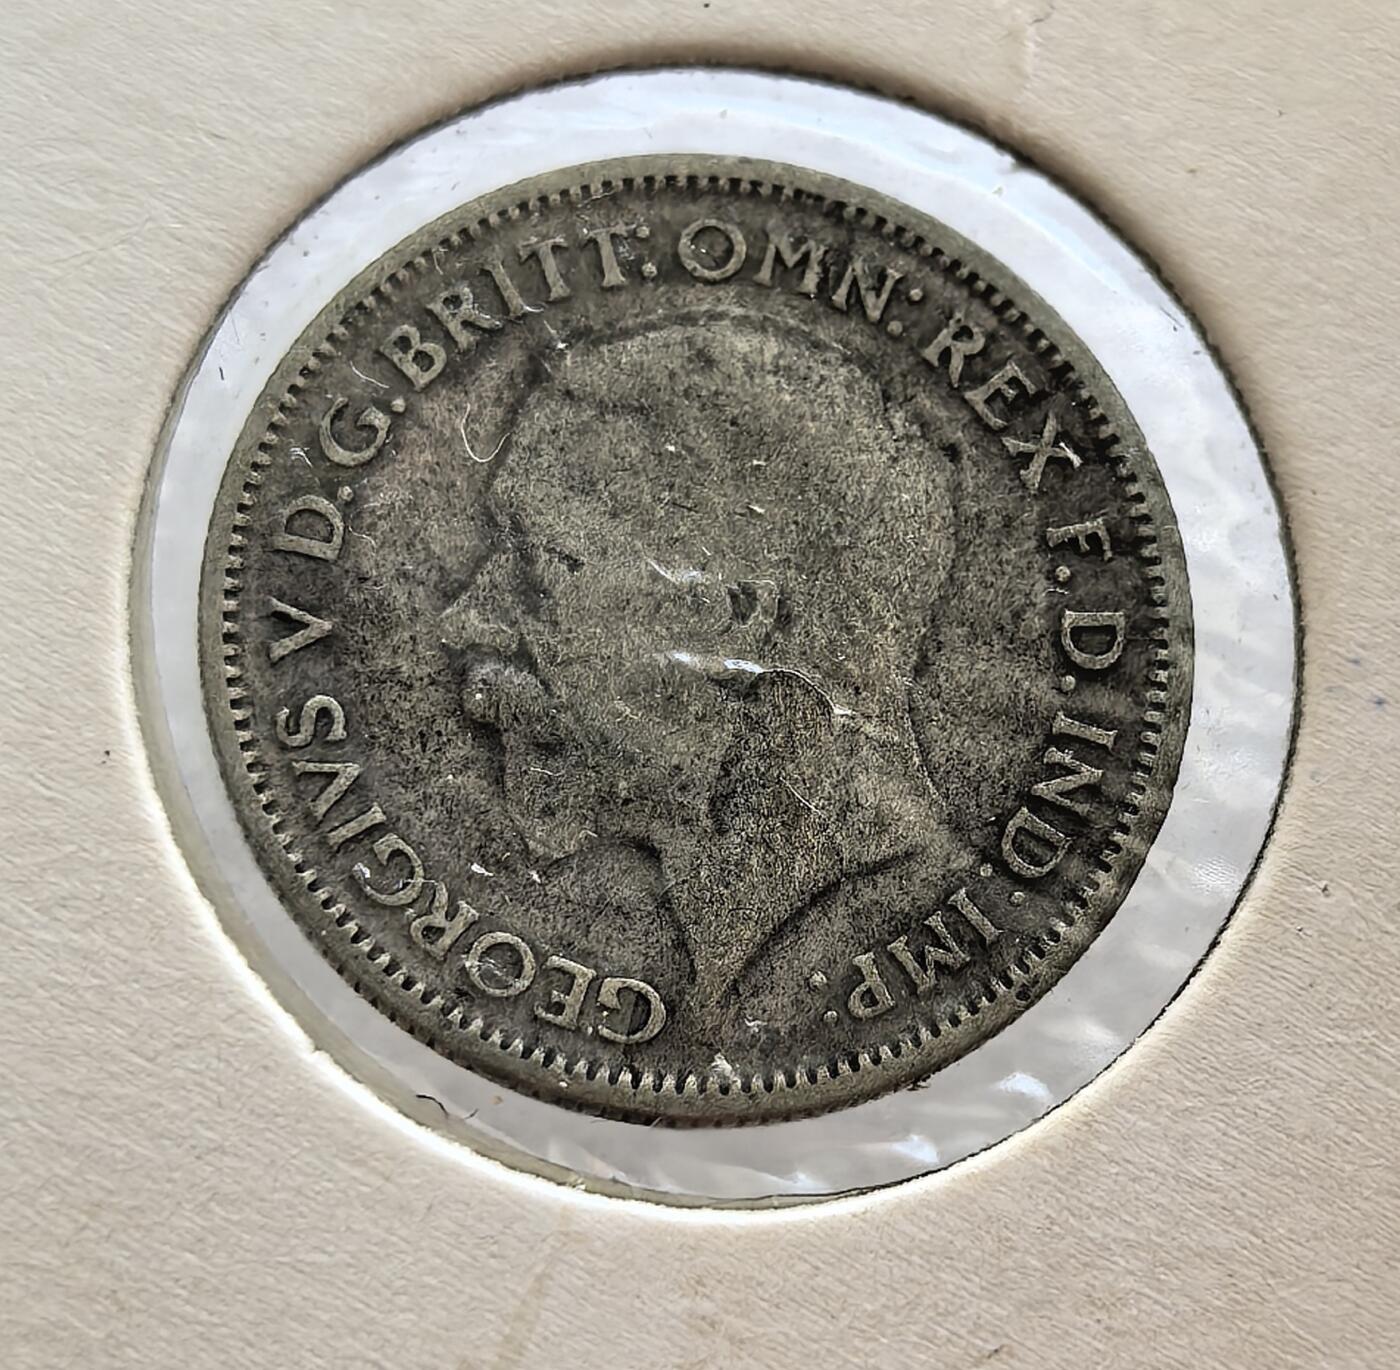 GEORGIVS V D.G.BRITT: OMN: REX F.D.IND:IMP: